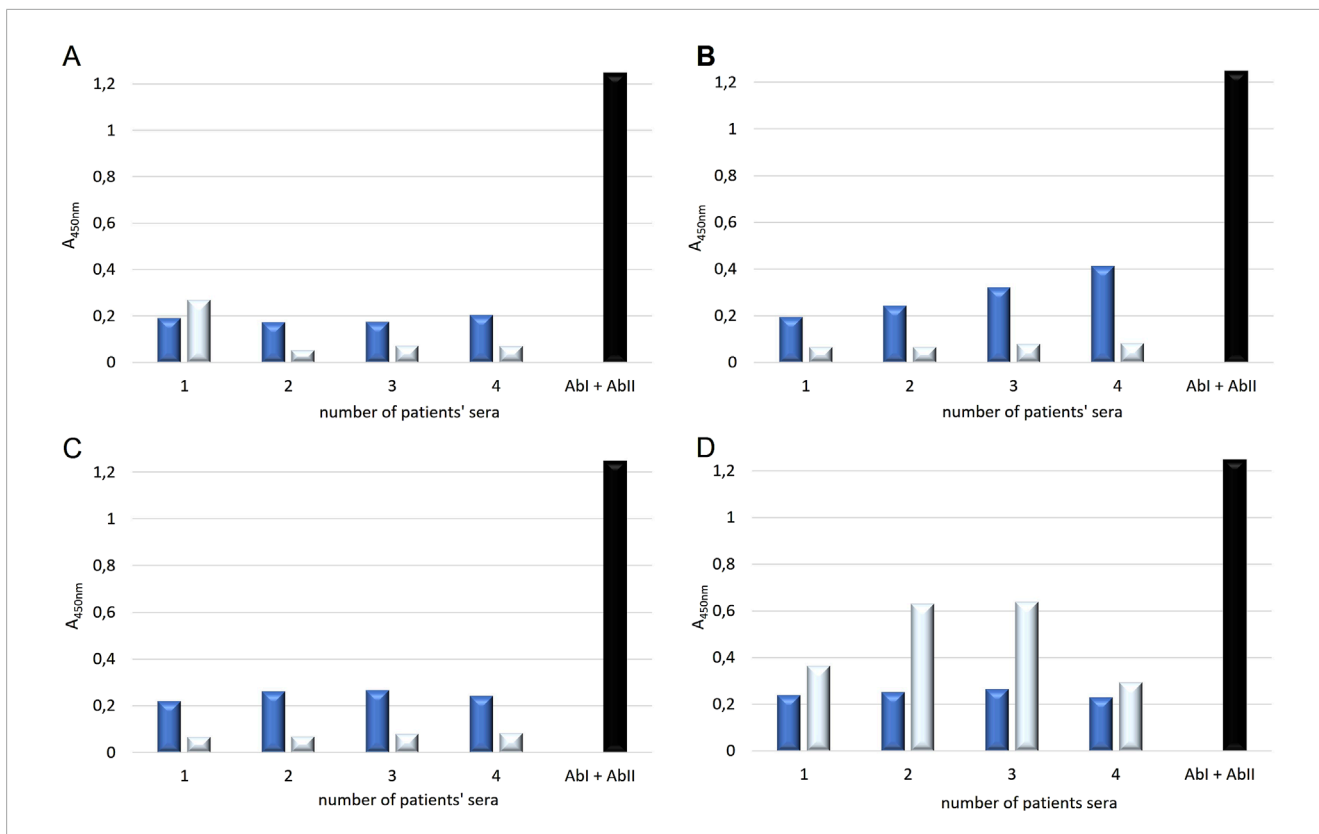 A
1,2
1
0,8
0,6
0,4
0,2
0
A450nm
1 2 3 4 AbI + AbII
number of patients' sera
B
1,2
1
0,8
0,6
0,4
0,2
0
A450nm
1 2 3 4 AbI + AbII
number of patients' sera
C
1,2
1
0,8
0,6
0,4
0,2
0
A450nm
1 2 3 4 AbI + AbII
number of patients' sera
D
1,2
1
0,8
0,6
0,4
0,2
0
A450nm
1 2 3 4 AbI + AbII
number of patients sera